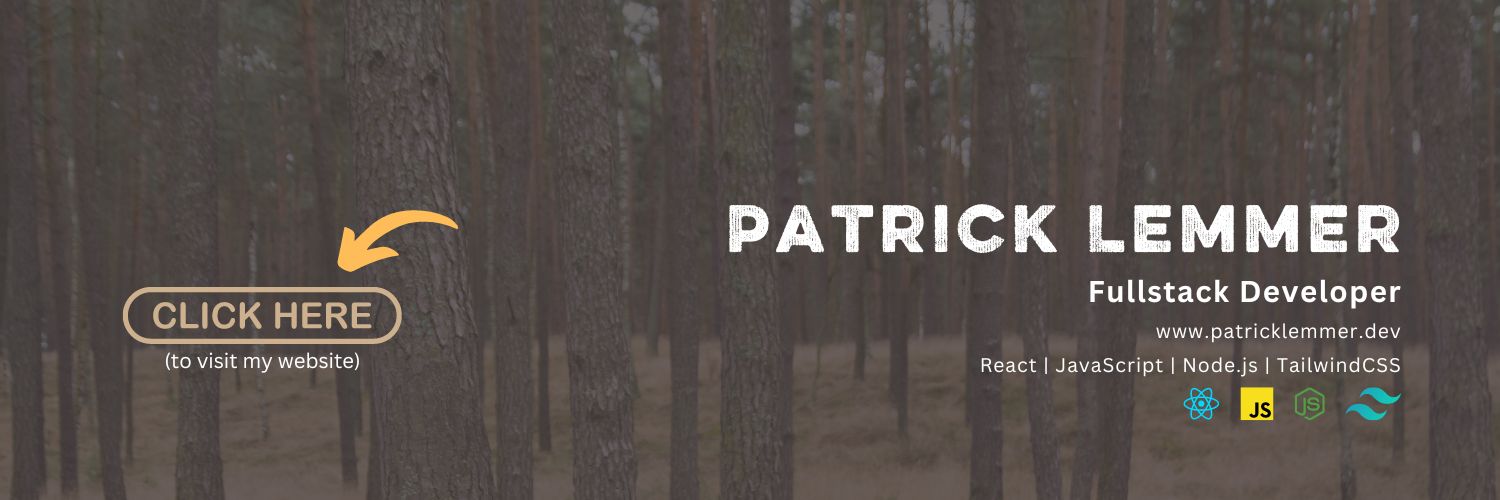 PATRICK LEMMER
Fullstack Developer
www.patricklemmer.dev
React | JavaScript | Node.js | TailwindCSS
JS
JS
CLICK HERE
(to visit my website)